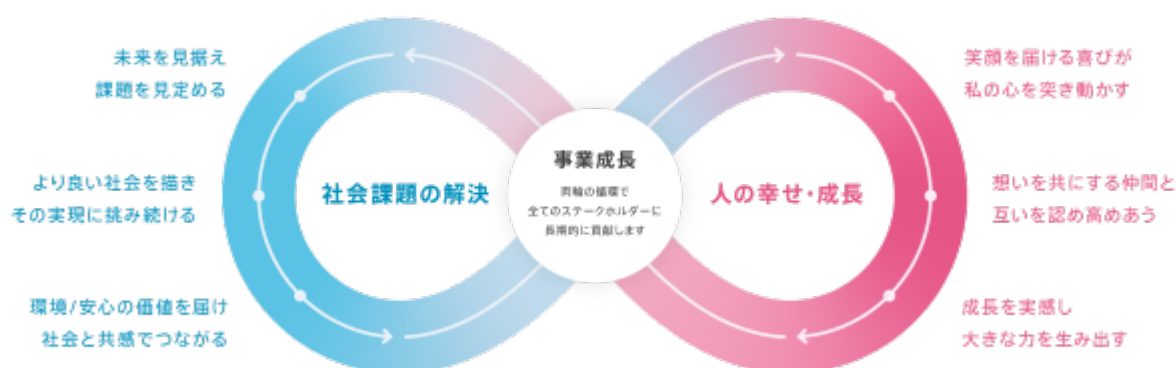 未来を見据え
課題を見定める
より良い社会を描き
その実現に挑み続ける
環境/安心の価値を届け
社会と共感でつながる
社会課題の解決
事業成長
両輪の循環で
全てのステークホルダーに
長期的に貢献します
人の幸せ・成長
笑顔を届ける喜びが
私の心を突き動かす
想いを共にする仲間と
互いを認め高めあう
成長を実感し
大きな力を生み出す